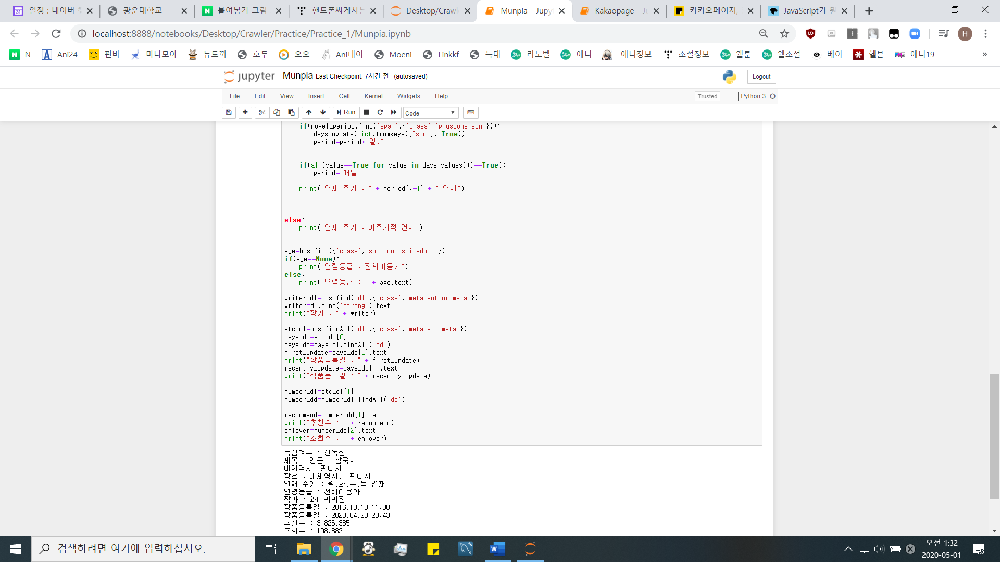 일정 : 네이버
광운대학교
붙여넣기 그림
핸드폰싸게사는
Desktop/Crawl
Munpia - Jupy
Kakaopage - Ju
카카오페이지,
JavaScript가
localhost:8888/notebooks/Desktop/Crawler/Practice/Practice_1/Munpia.ipynb
H
N
Ani24
펀비
마나모아
뉴토끼
호두
오오
Ani데이
Moeni
Linkkf
늑대
라노벨
애니
애니정보
소설정보
웹툰
웹소설
베이
헬븐
애니19
»
jupyter Munpia Last Checkpoint: 7시간 전 (autosaved)
Logout
File Edit View Insert Cell Kernel Widgets Help
Trusted
Python 3
Run
Code
if(novel_period.find('span',{'class','pluszone-sun'})):
days.update(dict.fromkeys(["sun"], True))
period=period+"일,"
if(all(value==True for value in days.values())==True):
period="매일"
print("연재 주기 : " + period[:-1] + " 연재")
else:
print("연재 주기 : 비주기적 연재")
age=box.find({'class','xui-icon xui-adult'})
if(age==None):
print("연령등급 : 전체이용가")
else:
print("연령등급 : " + age.text)
writer_dl=box.find('dl',{'class','meta-author meta'})
writer=dl.find('strong').text
print("작가 : " + writer)
etc_dl=box.findAll('dl',{'class','meta-etc meta'})
days_dl=etc_dl[0]
days_dd=days_dl.findAll('dd')
first_update=days_dd[0].text
print("작품등록일 : " + first_update)
recently_update=days_dd[1].text
print("작품등록일 : " + recently_update)
number_dl=etc_dl[1]
number_dd=number_dl.findAll('dd')
recommend=number_dd[1].text
print("추천수 : " + recommend)
enjoyer=number_dd[2].text
print("조회수 : " + enjoyer)
독점여부 : 선독점
제목 : 영웅 - 삼국지
대체역사, 판타지
장르 : 대체역사, 판타지
연재 주기 : 월,화,수,목 연재
연령등급 : 전체이용가
작가 : 와이키키진
작품등록일 : 2016.10.13 11:00
작품등록일 : 2020.04.28 23:43
추천수 : 3,826,385
조회수 : 108,882
검색하려면 여기에 입력하십시오.
오전 1:32
2020-05-01